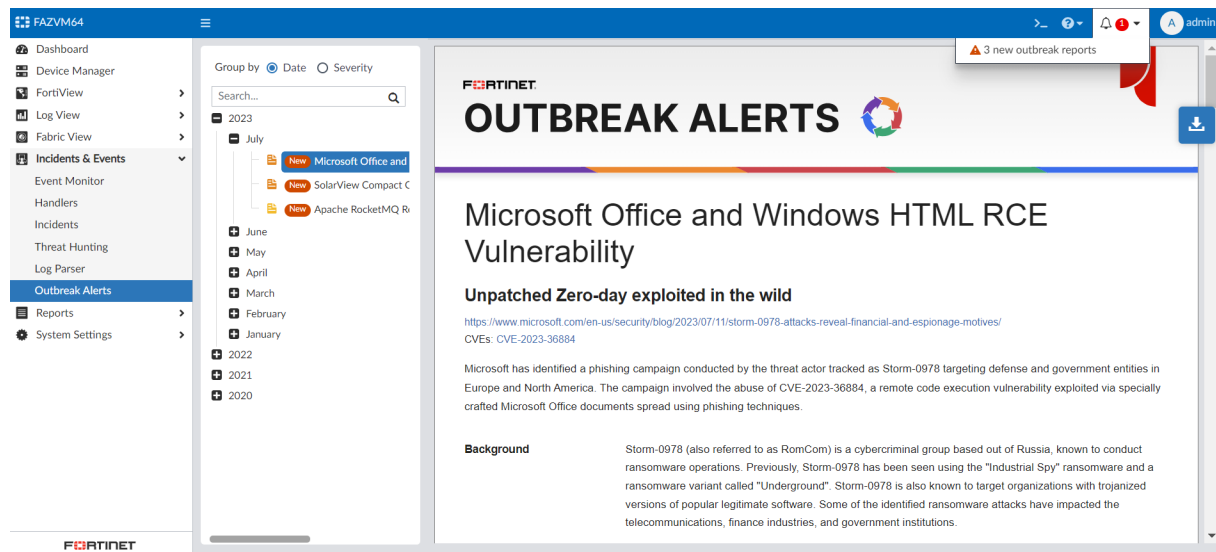 FAZVM64
1
A
admin
3 new outbreak reports
Dashboard
Device Manager
FortiView
Log View
Fabric View
Incidents & Events
Event Monitor
Handlers
Incidents
Threat Hunting
Log Parser
Outbreak Alerts
Reports
System Settings
FORTINET
Group by Date Severity
Search...
2023
July
New Microsoft Office and
New SolarView Compact C
New Apache RocketMQ R
June
May
April
March
February
January
2022
2021
2020
FORTINET
OUTBREAK ALERTS
Microsoft Office and Windows HTML RCE
Vulnerability
Unpatched Zero-day exploited in the wild
https://www.microsoft.com/en-us/security/blog/2023/07/11/storm-0978-attacks-reveal-financial-and-espionage-motives/
CVEs: CVE-2023-36884
Microsoft has identified a phishing campaign conducted by the threat actor tracked as Storm-0978 targeting defense and government entities in
Europe and North America. The campaign involved the abuse of CVE-2023-36884, a remote code execution vulnerability exploited via specially
crafted Microsoft Office documents spread using phishing techniques.
Background
Storm-0978 (also referred to as RomCom) is a cybercriminal group based out of Russia, known to conduct
ransomware operations. Previously, Storm-0978 has been seen using the "Industrial Spy" ransomware and a
ransomware variant called "Underground". Storm-0978 is also known to target organizations with trojanized
versions of popular legitimate software. Some of the identified ransomware attacks have impacted the
telecommunications, finance industries, and government institutions.